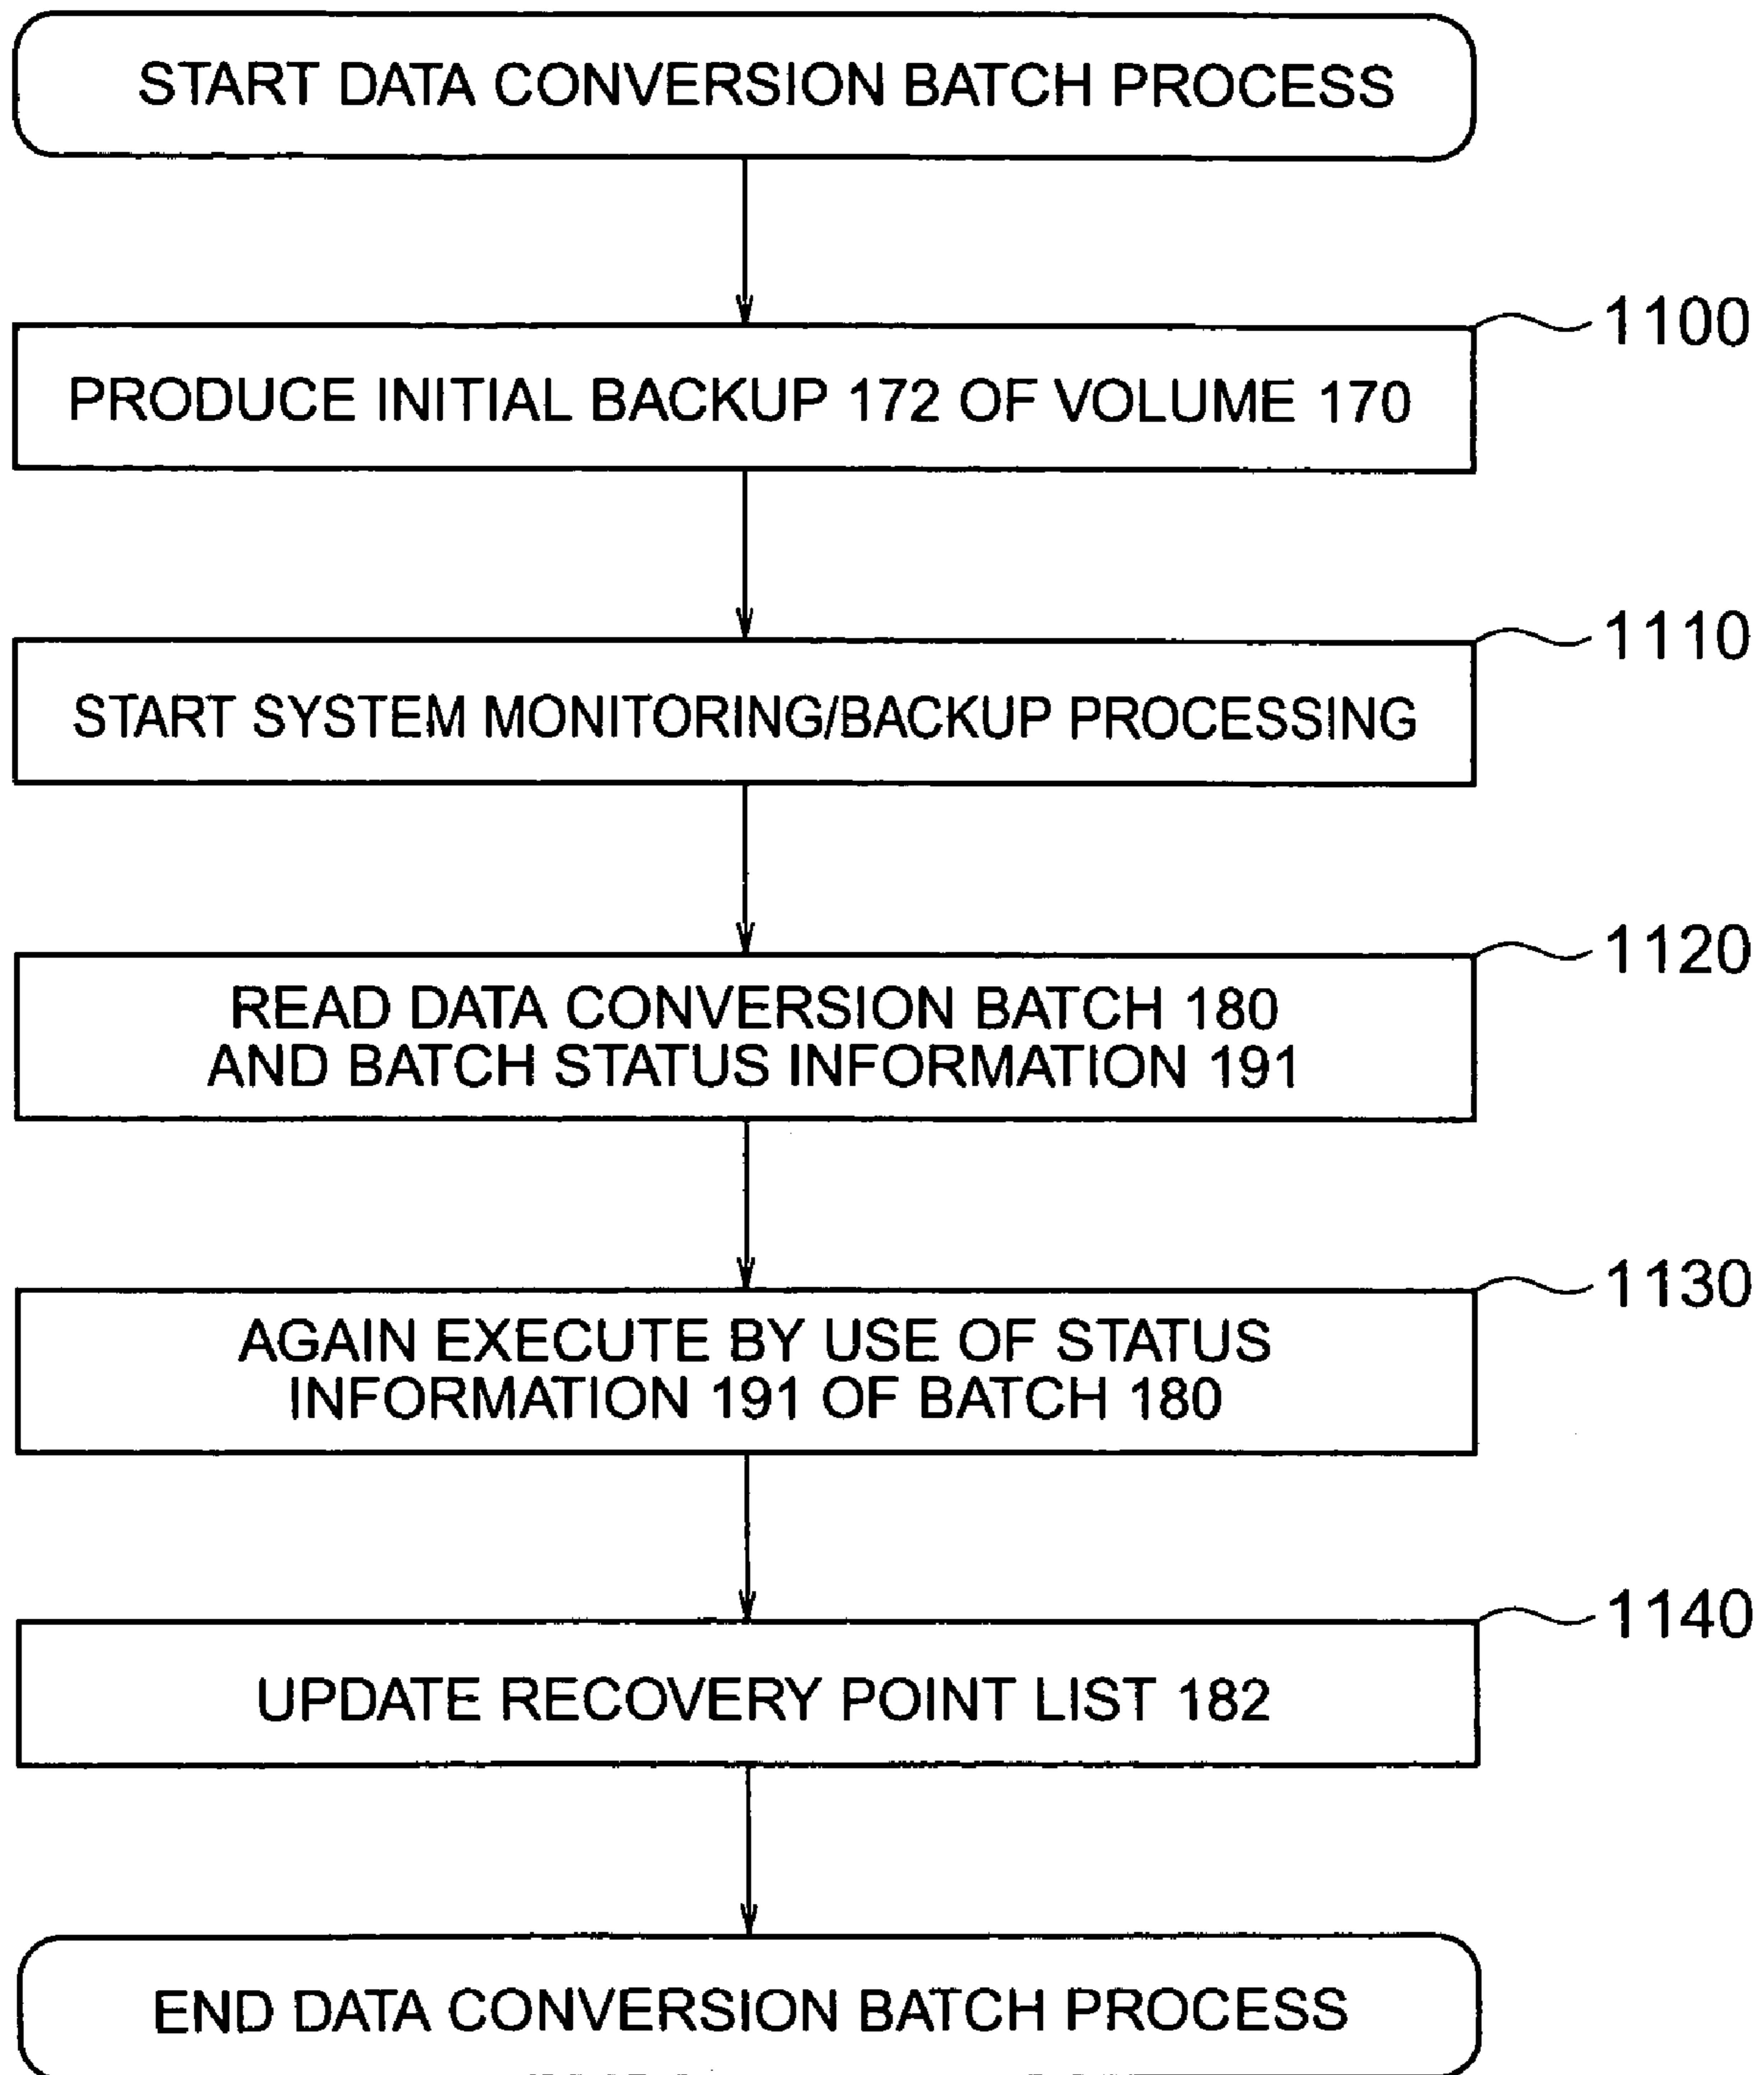 START DATA CONVERSION BATCH PROCESS
1100
PRODUCE INITIAL BACKUP 172 OF VOLUME 170
1110
START SYSTEM MONITORING/BACKUP PROCESSING
1120
READ DATA CONVERSION BATCH 180
AND BATCH STATUS INFORMATION 191
1130
AGAIN EXECUTE BY USE OF STATUS
INFORMATION 191 OF BATCH 180
1140
UPDATE RECOVERY POINT LIST 182
END DATA CONVERSION BATCH PROCESS